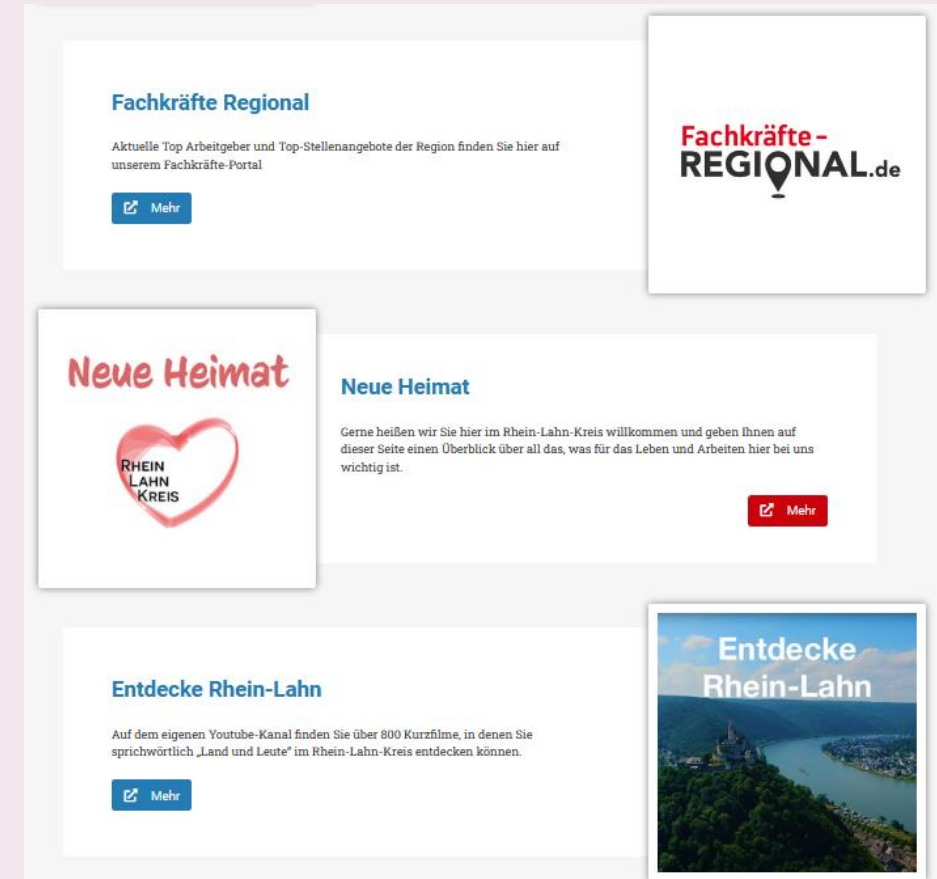 Fachkräfte Regional
Aktuelle Top Arbeitgeber und Top-Stellenangebote der Region finden Sie hier auf
unserem Fachkräfte-Portal
Mehr
Fachkräfte-
REGIONAL.de
Neue Heimat
RHEIN
LAHN
KREIS
Neue Heimat
Gerne heißen wir Sie hier im Rhein-Lahn-Kreis willkommen und geben Ihnen auf
dieser Seite einen Überblick über all das, was für das Leben und Arbeiten hier bei uns
wichtig ist.
Mehr
Entdecke Rhein-Lahn
Auf dem eigenen Youtube-Kanal finden Sie über 800 Kurzfilme, in denen Sie
sprichwörtlich „Land und Leute“ im Rhein-Lahn-Kreis entdecken können.
Mehr
Entdecke
Rhein-Lahn